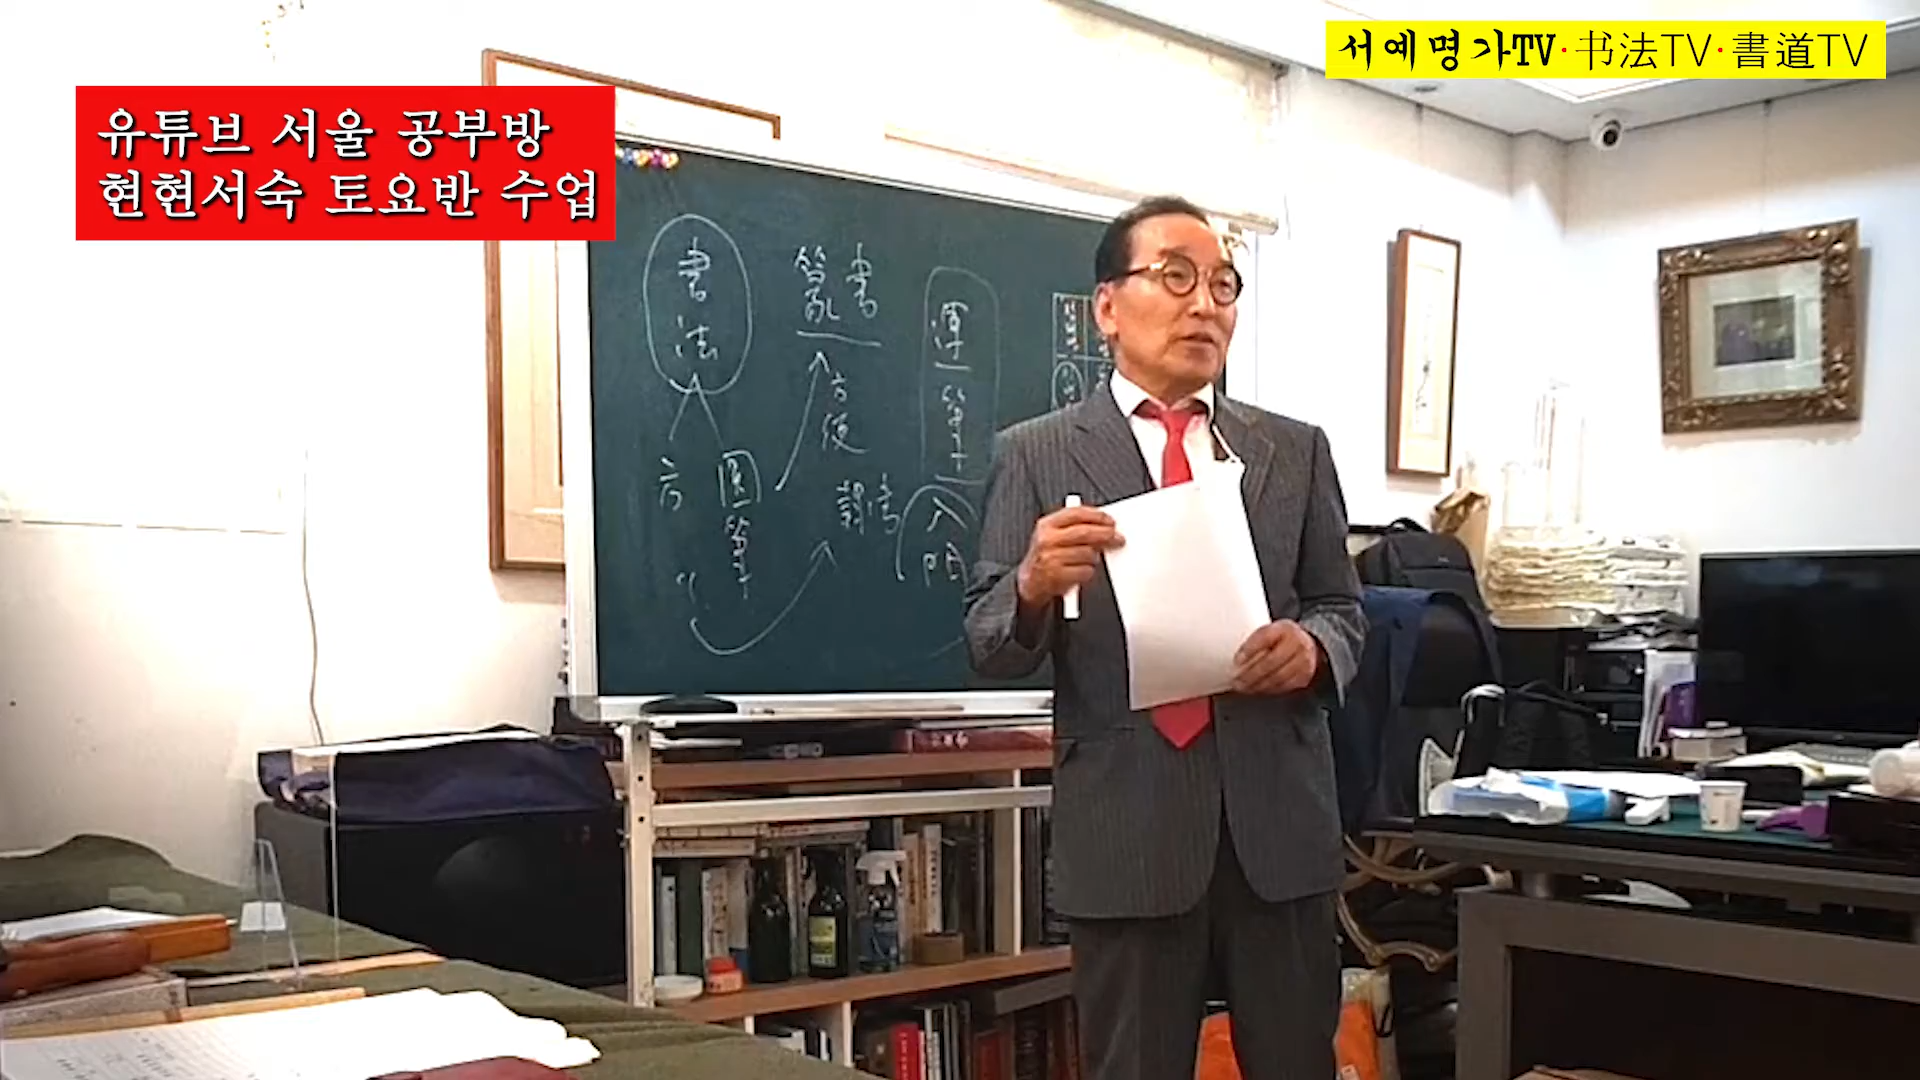 서예명가TV·书法TV·書道TV
유튜브 서울 공부방
현현서숙 토요반 수업
書法
篆書
運筆
方便
方
圓筆
入門